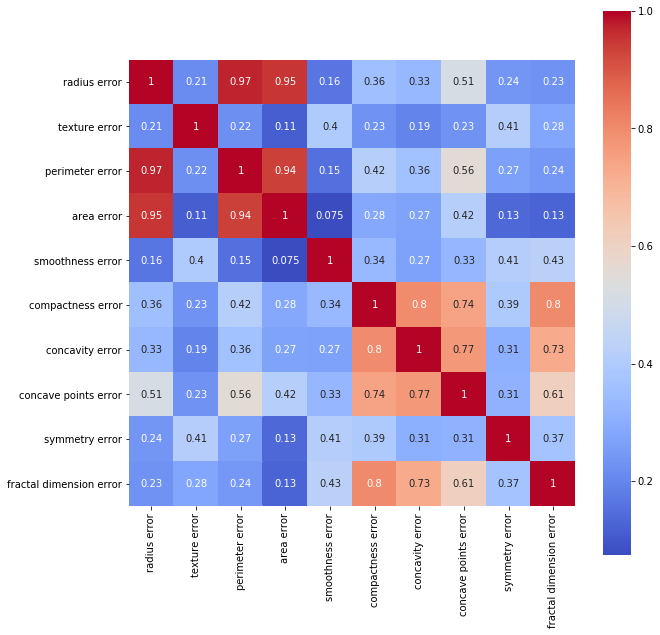 1.0
radius error 1 0.21 0.97 0.95 0.16 0.36 0.33 0.51 0.24 0.23
texture error 0.21 1 0.22 0.11 0.4 0.23 0.19 0.23 0.41 0.28
0.8
perimeter error 0.97 0.22 1 0.94 0.15 0.42 0.36 0.56 0.27 0.24
area error 0.95 0.11 0.94 1 0.075 0.28 0.27 0.42 0.13 0.13
0.6
smoothness error 0.16 0.4 0.15 0.075 1 0.34 0.27 0.33 0.41 0.43
compactness error 0.36 0.23 0.42 0.28 0.34 1 0.8 0.74 0.39 0.8
0.4
concavity error 0.33 0.19 0.36 0.27 0.27 0.8 1 0.77 0.31 0.73
concave points error 0.51 0.23 0.56 0.42 0.33 0.74 0.77 1 0.31 0.61
symmetry error 0.24 0.41 0.27 0.13 0.41 0.39 0.31 0.31 1 0.37
0.2
fractal dimension error 0.23 0.28 0.24 0.13 0.43 0.8 0.73 0.61 0.37 1
radius error
texture error
perimeter error
area error
smoothness error
compactness error
concavity error
concave points error
symmetry error
fractal dimension error